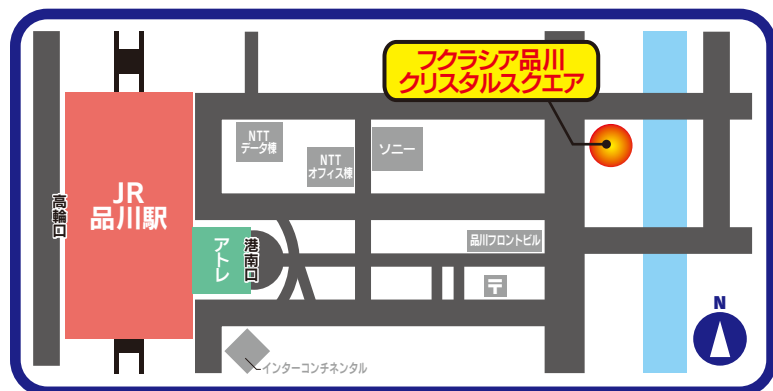 フクラシア品川
クリスタルスクエア
NTT
データ棟
NTT
オフィス棟
ソニー
JR
品川駅
高輪口
アトレ
港南口
品川フロントビル
〒
インターコンチネンタル
N